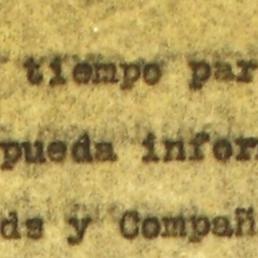 tiempo par
pueda infor
ds y Compañ